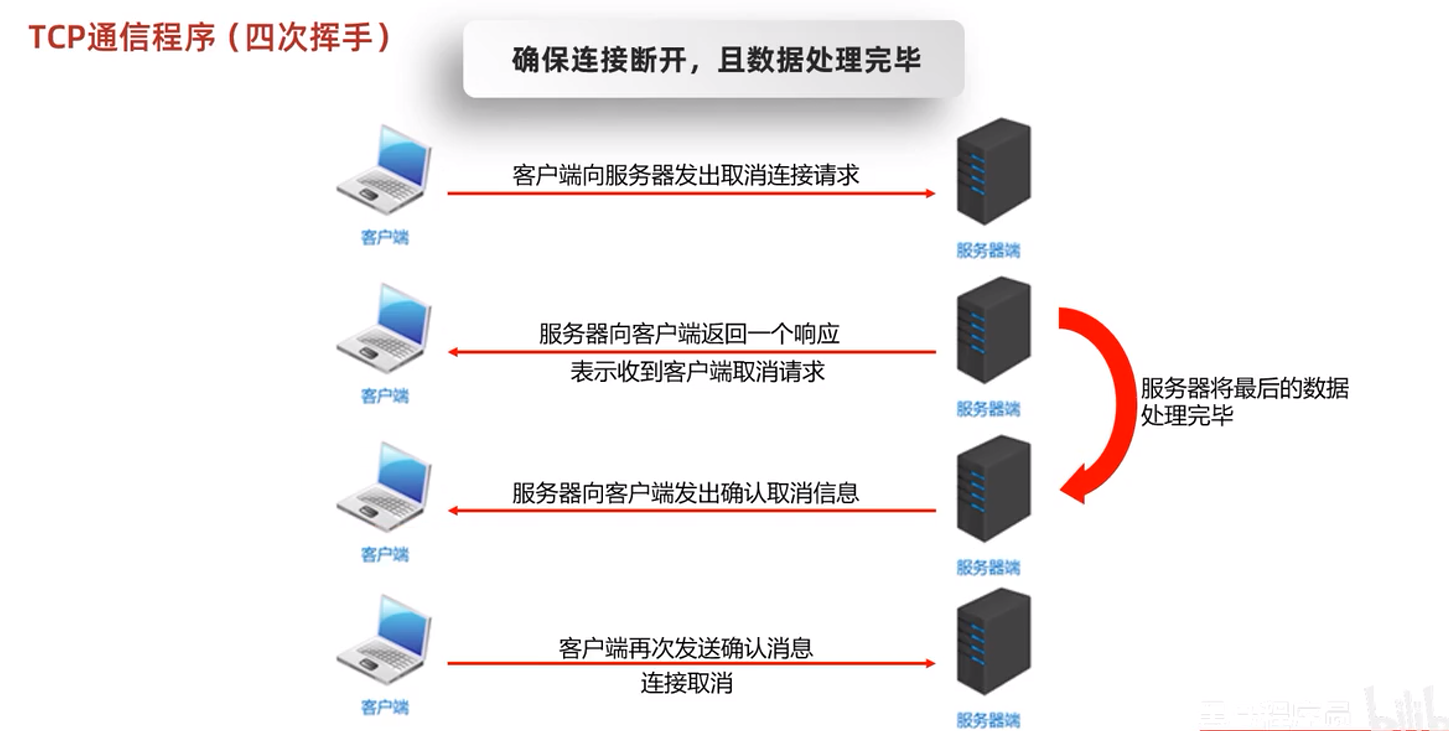 TCP通信程序（四次挥手）
确保连接断开，且数据处理完毕
客户端向服务器发出取消连接请求
客户端
服务器端
服务器向客户端返回一个响应
表示收到客户端取消请求
客户端
服务器端
服务器将最后的数据
处理完毕
服务器向客户端发出确认取消信息
客户端
服务器端
客户端再次发送确认消息
连接取消
客户端
服务器端
bilibili